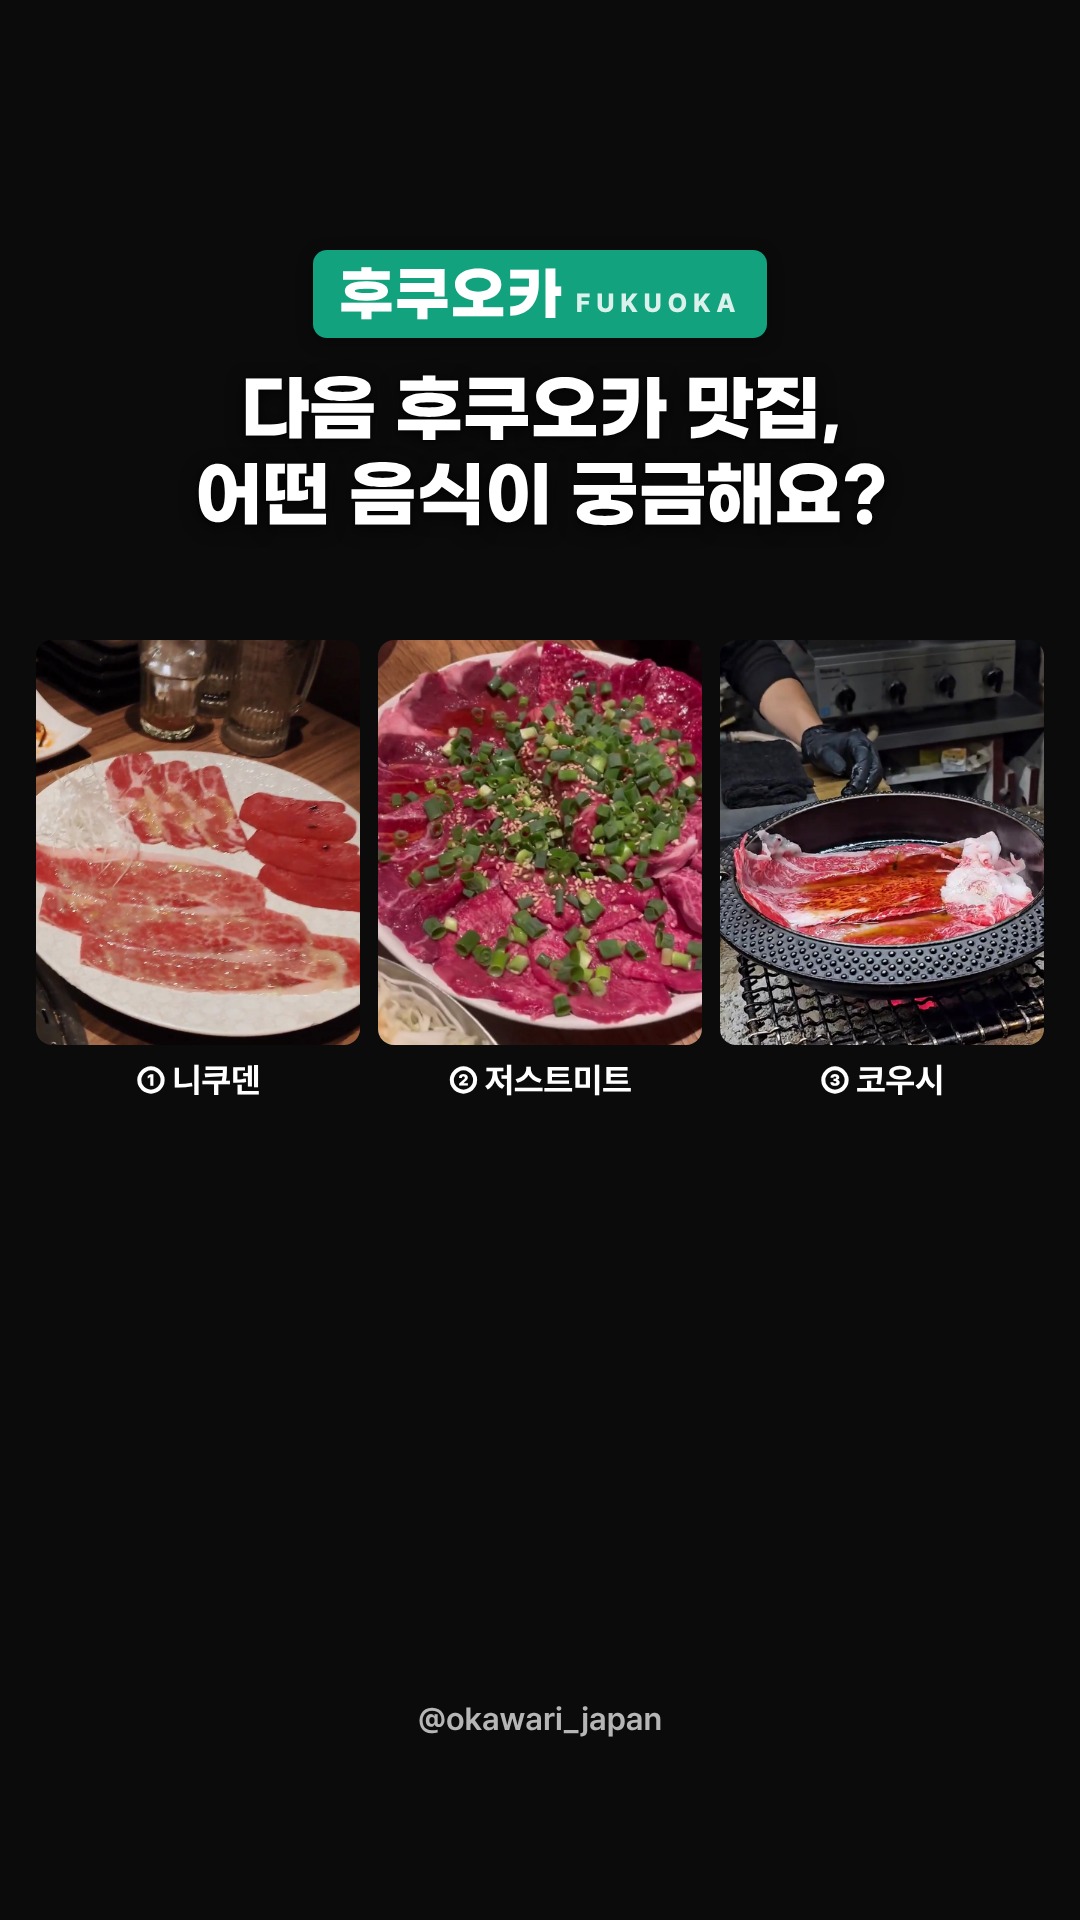 후쿠오카 FUKUOKA
다음 후쿠오카 맛집,
어떤 음식이 궁금해요?
① 니쿠덴
② 저스트미트
③ 코우시
@okawari_japan